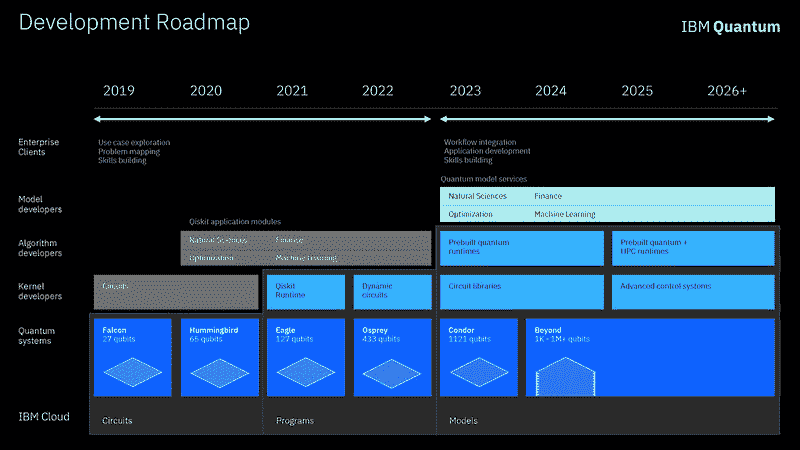 Development Roadmap
IBM Quantum
2019 2020 2021 2022 2023 2024 2025 2026+
Enterprise
Clients
Use case exploration
Problem mapping
Skills building
Workflow integration
Application development
Skills building
Quantum model services
Model
developers
Natural Sciences Finance
Optimization Machine Learning
Qiskit application modules
Algorithm
developers
Natural Sciences Finance
Optimization Machine Learning
Prebuilt quantum
runtimes
Prebuilt quantum +
HPC runtimes
Kernel
developers
Circuits
Qiskit
Runtime
Dynamic
circuits
Circuit libraries
Advanced control systems
Quantum
systems
Falcon
27 qubits
Hummingbird
65 qubits
Eagle
127 qubits
Osprey
433 qubits
Condor
1121 qubits
Beyond
1K - 1M+ qubits
IBM Cloud
Circuits
Programs
Models